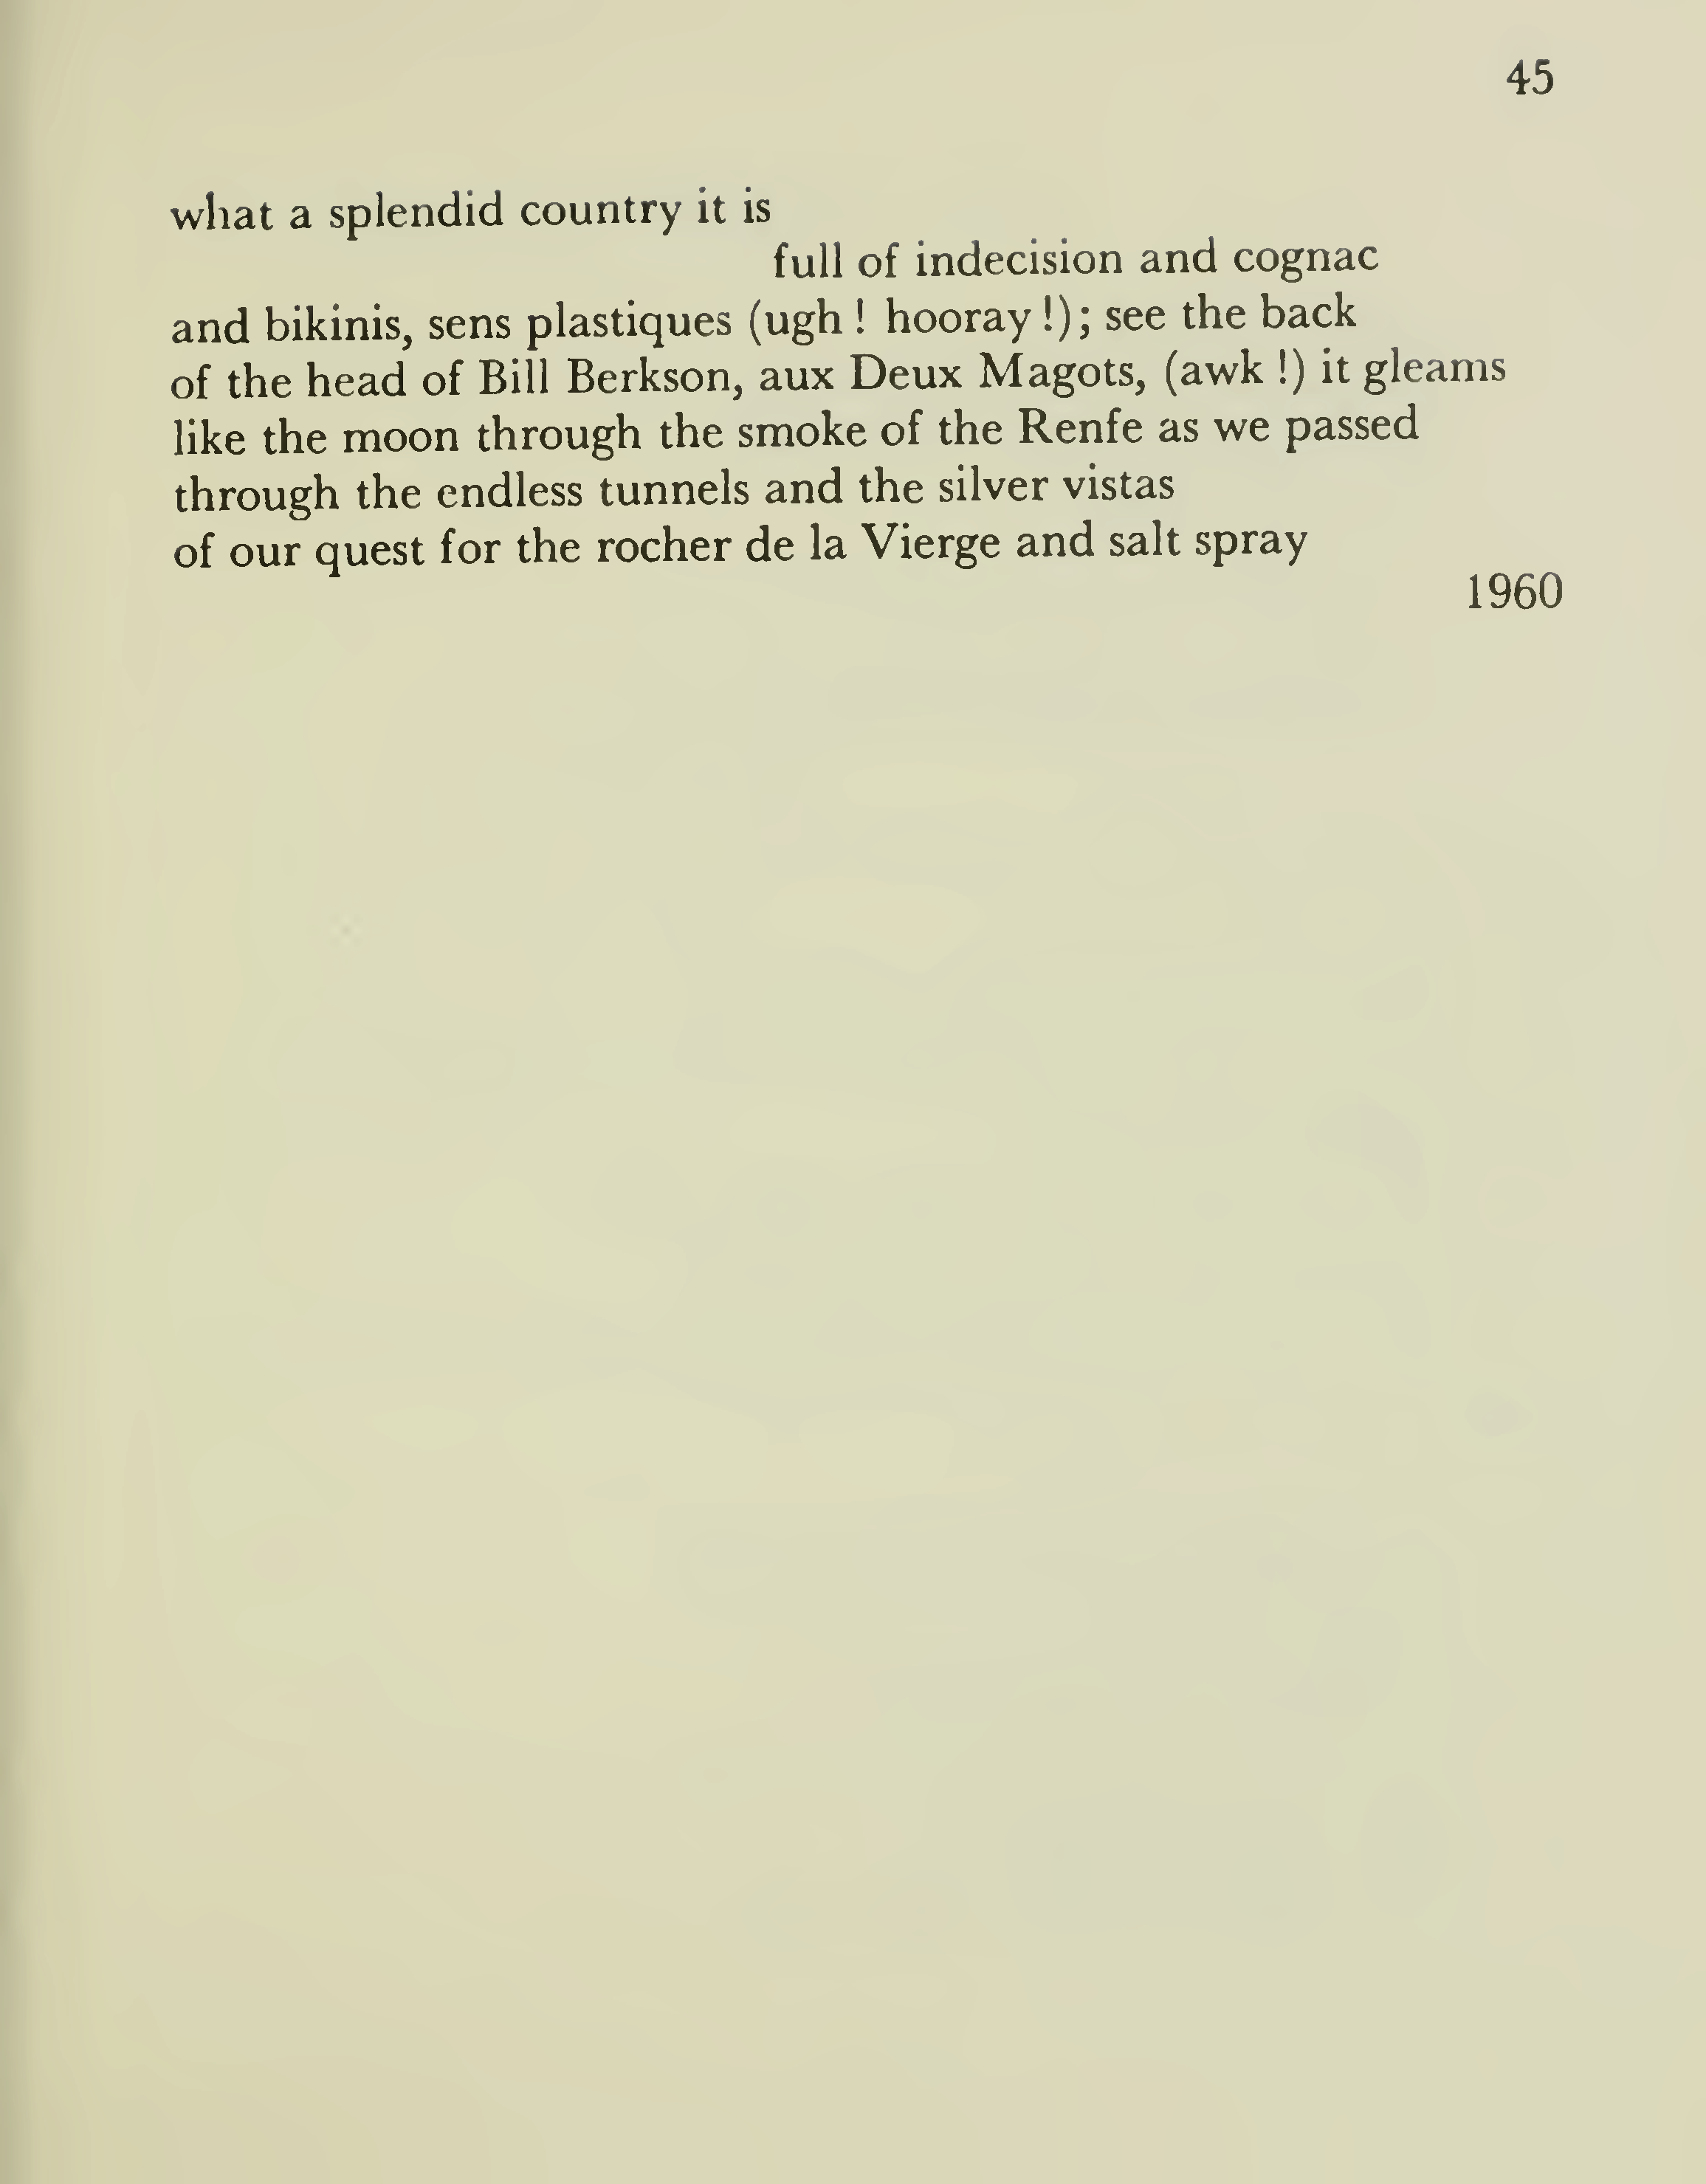 45
what a splendid country it is
full of indecision and cognac
and bikinis, sens plastiques (ugh ! hooray !); see the back
of the head of Bill Berkson, aux Deux Magots, (awk !) it gleams
like the moon through the smoke of the Renfe as we passed
through the endless tunnels and the silver vistas
of our quest for the rocher de la Vierge and salt spray
1960